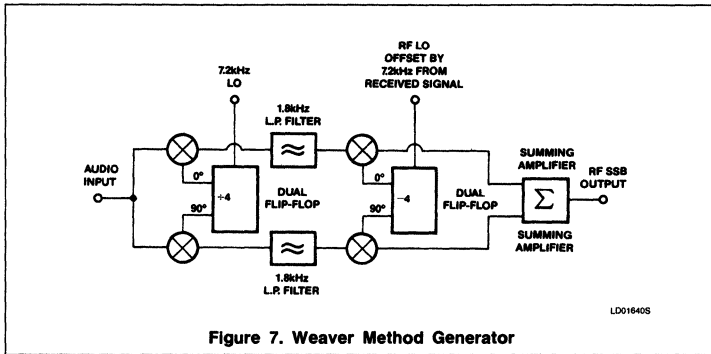 7.2kHz
LO
RF LO
OFFSET BY
7.2kHz FROM
RECEIVED SIGNAL
1.8kHz
L.P. FILTER
AUDIO
INPUT
0°
90°
÷4
DUAL
FLIP-FLOP
0°
90°
−4
DUAL
FLIP-FLOP
SUMMING
AMPLIFIER
Σ
RF SSB
OUTPUT
SUMMING
AMPLIFIER
1.8kHz
L.P. FILTER
LD01640S
Figure 7. Weaver Method Generator